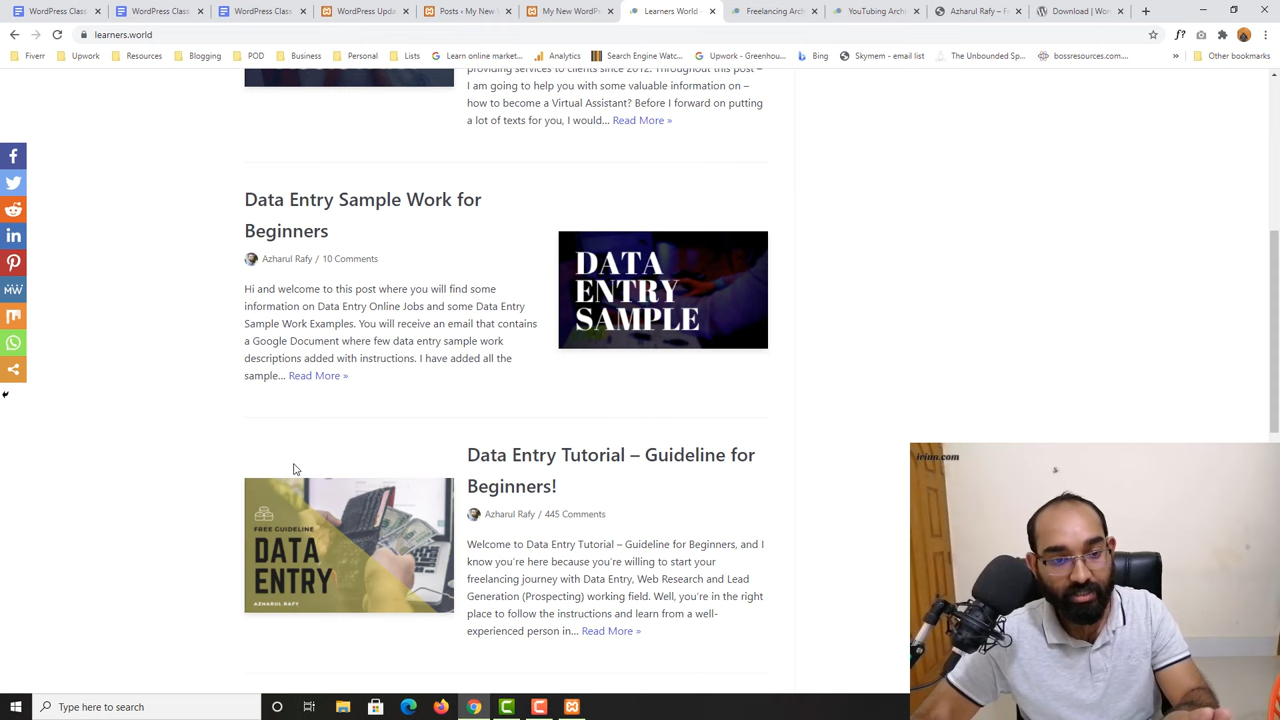 WordPress Class
WordPress Class
WordPress Class
WordPress Upda
Posts ‹ My New
My New WordPr
Learners World –
Freelancing Arch
YouTubing Archi
Azharul Rafy – F
Download | Wor
learners.world
Fiverr
Upwork
Resources
Blogging
POD
Business
Personal
Lists
Learn online market...
Analytics
Search Engine Watc...
Upwork - Greenhou...
Bing
Skymem - email list
The Unbounded Sp...
bossresources.com...
Other bookmarks
providing services to clients since 2012. Throughout this post –
I am going to help you with some valuable information on –
how to become a Virtual Assistant? Before I forward on putting
a lot of texts for you, I would... Read More »
Data Entry Sample Work for
Beginners
Azharul Rafy / 10 Comments
Hi and welcome to this post where you will find some
information on Data Entry Online Jobs and some Data Entry
Sample Work Examples. You will receive an email that contains
a Google Document where few data entry sample work
descriptions added with instructions. I have added all the
sample... Read More »
DATA
ENTRY
SAMPLE
Data Entry Tutorial – Guideline for
Beginners!
Azharul Rafy / 445 Comments
Welcome to Data Entry Tutorial – Guideline for Beginners, and I
know you're here because you're willing to start your
freelancing journey with Data Entry, Web Research and Lead
Generation (Prospecting) working field. Well, you're in the right
place to follow the instructions and learn from a well-
experienced person in... Read More »
FREE GUIDELINE
DATA
ENTRY
AZHARUL RAFY
MW
Type here to search